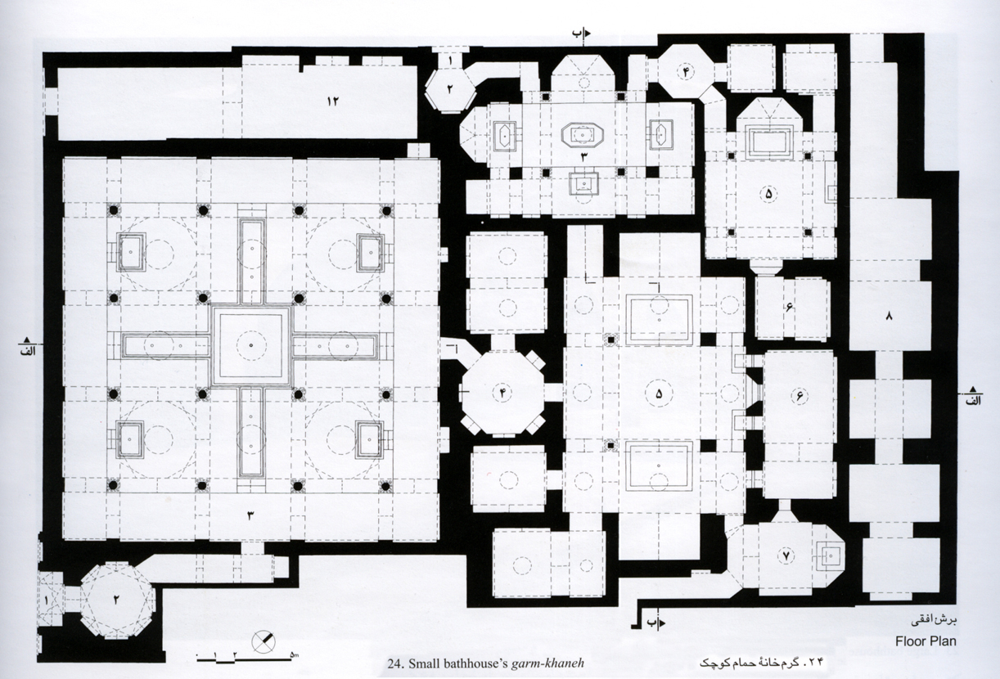 ب
۱
۲
۴
۱۲
۳
۵
۶
۸
الف
الف
۴
۵
۶
۳
۷
۱
۲
ب
برش افقی
Floor Plan
۰ ۱ ۲ ۵m
24. Small bathhouse's garm-khaneh
۲۴. گرم خانهٔ حمام کوچک